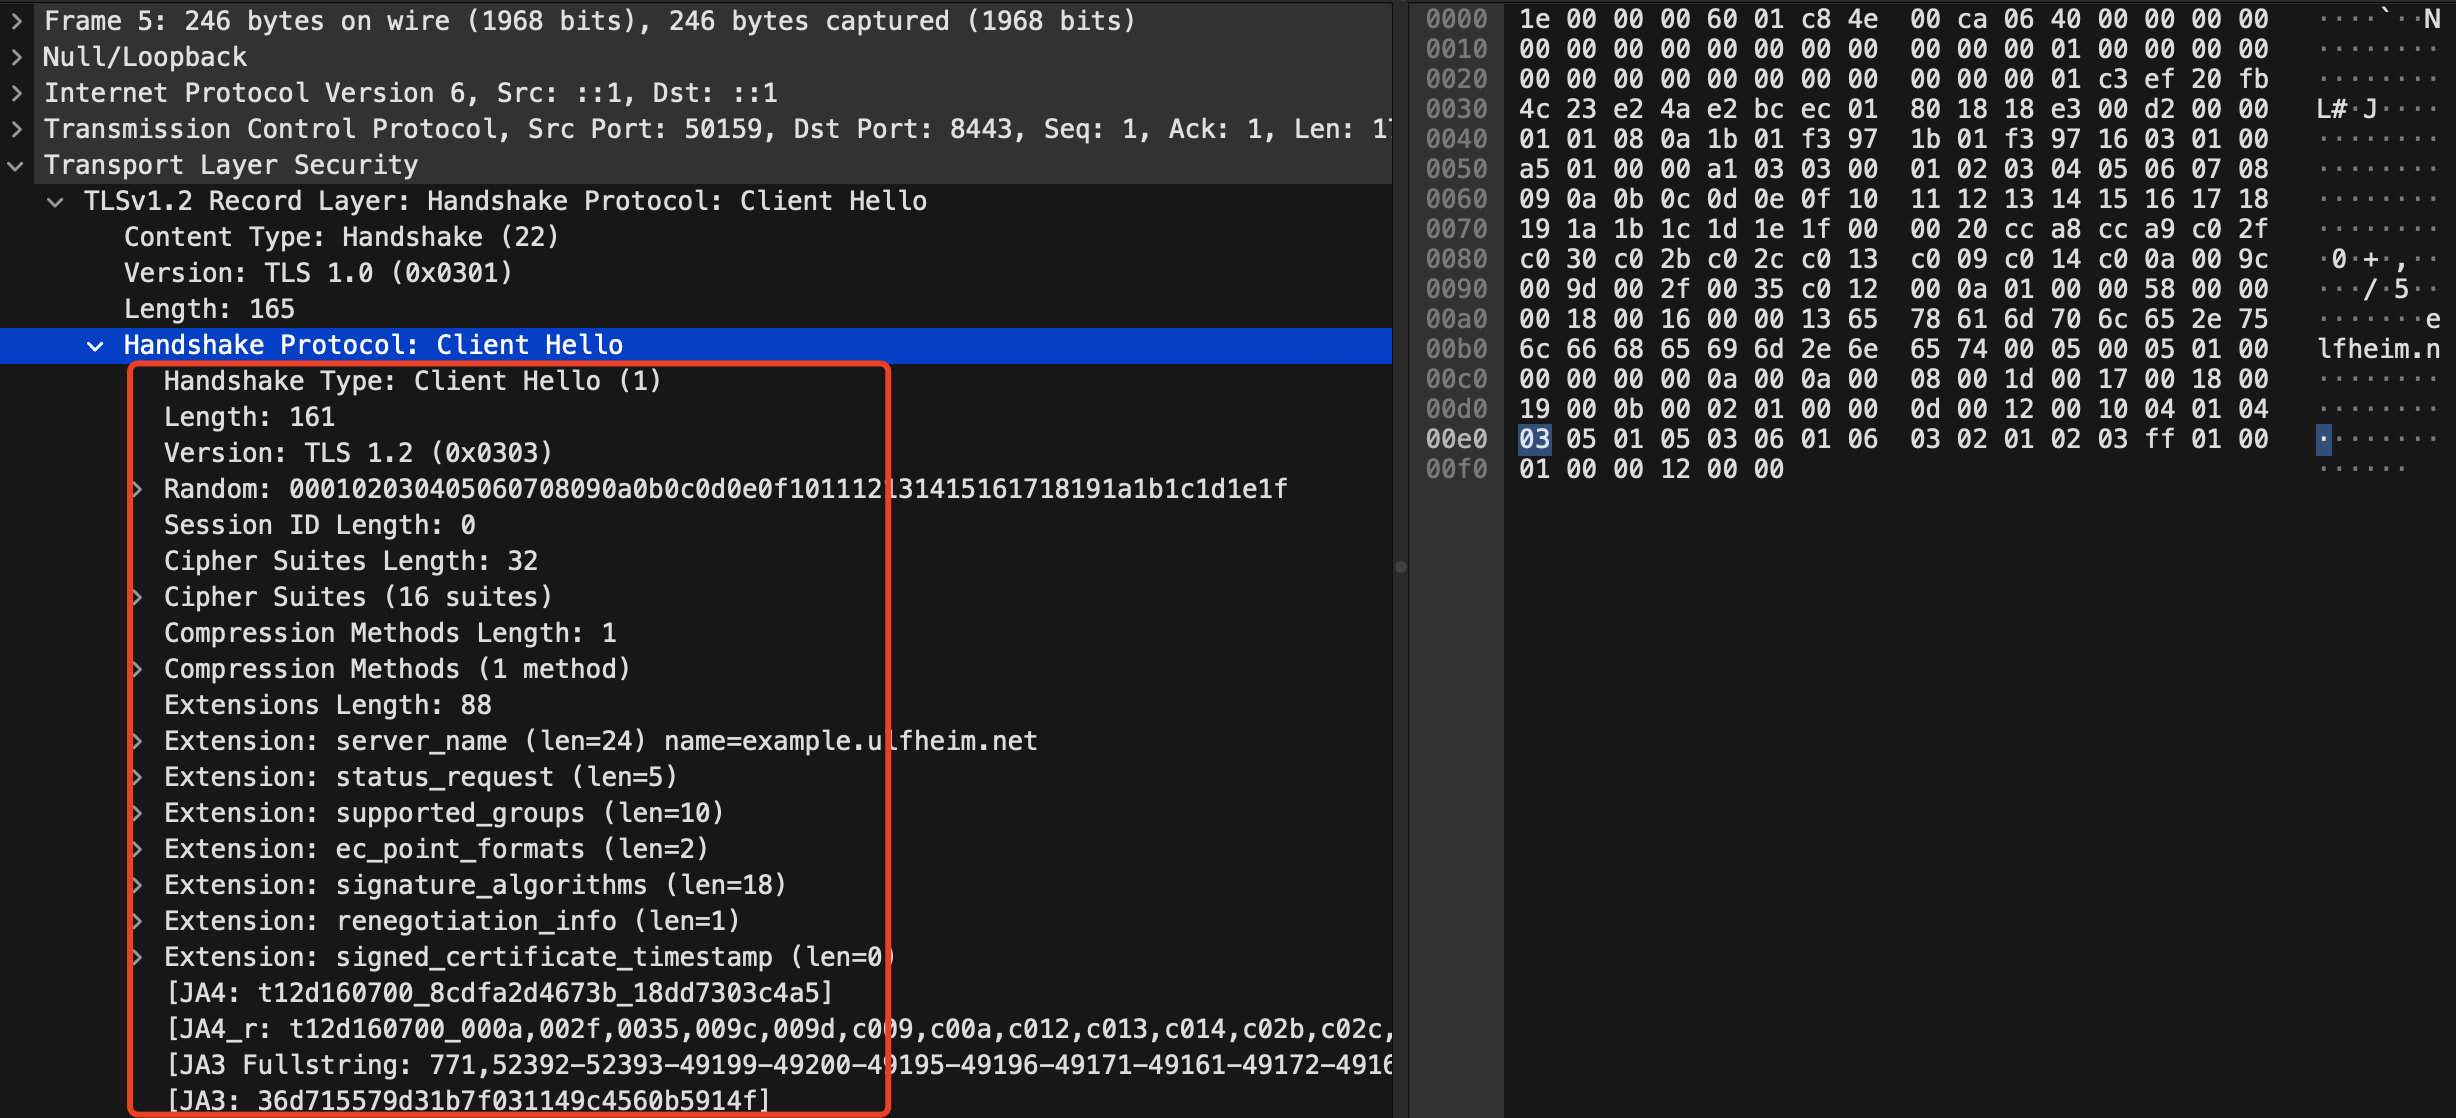 Frame 5: 246 bytes on wire (1968 bits), 246 bytes captured (1968 bits)
Null/Loopback
Internet Protocol Version 6, Src: ::1, Dst: ::1
Transmission Control Protocol, Src Port: 50159, Dst Port: 8443, Seq: 1, Ack: 1, Len: 17
Transport Layer Security
TLSv1.2 Record Layer: Handshake Protocol: Client Hello
Content Type: Handshake (22)
Version: TLS 1.0 (0x0301)
Length: 165
Handshake Protocol: Client Hello
Handshake Type: Client Hello (1)
Length: 161
Version: TLS 1.2 (0x0303)
Random: 000102030405060708090a0b0c0d0e0f101112131415161718191a1b1c1d1e1f
Session ID Length: 0
Cipher Suites Length: 32
Cipher Suites (16 suites)
Compression Methods Length: 1
Compression Methods (1 method)
Extensions Length: 88
Extension: server_name (len=24) name=example.ulfheim.net
Extension: status_request (len=5)
Extension: supported_groups (len=10)
Extension: ec_point_formats (len=2)
Extension: signature_algorithms (len=18)
Extension: renegotiation_info (len=1)
Extension: signed_certificate_timestamp (len=0)
[JA4: t12d160700_8cdfa2d4673b_18dd7303c4a5]
[JA4_r: t12d160700_000a,002f,0035,009c,009d,c009,c00a,c012,c013,c014,c02b,c02c,
[JA3 Fullstring: 771,52392-52393-49199-49200-49195-49196-49171-49161-49172-4916
[JA3: 36d715579d31b7f031149c4560b5914f]
0000 1e 00 00 00 60 01 c8 4e 00 ca 06 40 00 00 00 00 ····`··N
0010 00 00 00 00 00 00 00 00 00 00 00 01 00 00 00 00 ········
0020 00 00 00 00 00 00 00 00 00 00 00 01 c3 ef 20 fb ········
0030 4c 23 e2 4a e2 bc ec 01 80 18 18 e3 00 d2 00 00 L#·J····
0040 01 01 08 0a 1b 01 f3 97 1b 01 f3 97 16 03 01 00 ········
0050 a5 01 00 00 a1 03 03 00 01 02 03 04 05 06 07 08 ········
0060 09 0a 0b 0c 0d 0e 0f 10 11 12 13 14 15 16 17 18 ········
0070 19 1a 1b 1c 1d 1e 1f 00 00 20 cc a8 cc a9 c0 2f ········
0080 c0 30 c0 2b c0 2c c0 13 c0 09 c0 14 c0 0a 00 9c ·0·+·,··
0090 00 9d 00 2f 00 35 c0 12 00 0a 01 00 00 58 00 00 ···/·5··
00a0 00 18 00 16 00 00 13 65 78 61 6d 70 6c 65 2e 75 ·······e
00b0 6c 66 68 65 69 6d 2e 6e 65 74 00 05 00 05 01 00 lfheim.n
00c0 00 00 00 00 0a 00 0a 00 08 00 1d 00 17 00 18 00 ········
00d0 19 00 0b 00 02 01 00 00 0d 00 12 00 10 04 01 04 ········
00e0 03 05 01 05 03 06 01 06 03 02 01 02 03 ff 01 00 ········
00f0 01 00 00 12 00 00 ······